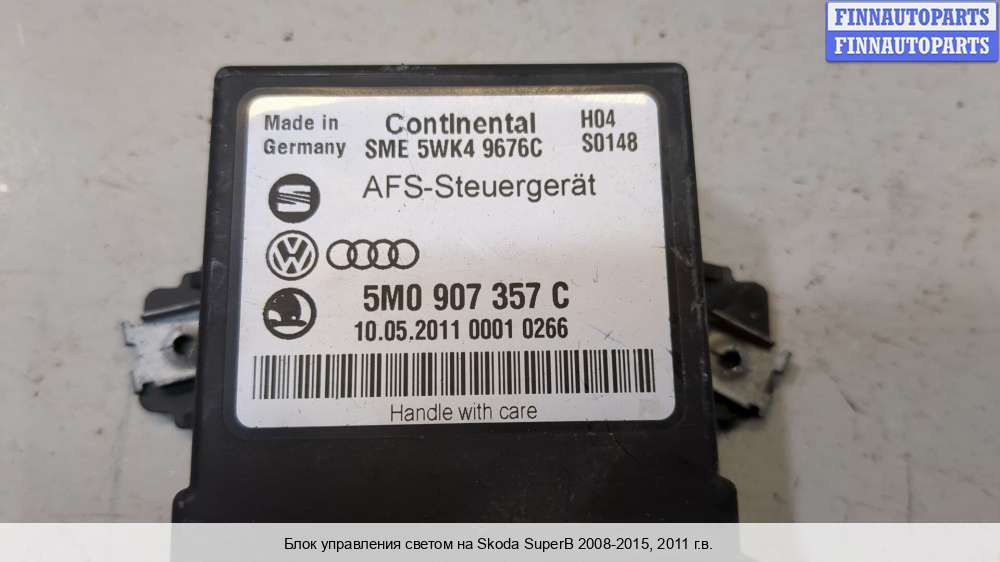 FINNAUTOPARTS
FINNAUTOPARTS
Made in Germany
Continental
SME 5WK4 9676C
H04
S0148
AFS-Steuergerät
5M0 907 357 C
10.05.2011 0001 0266
Handle with care
Блок управления светом на Skoda SuperB 2008-2015, 2011 г.в.